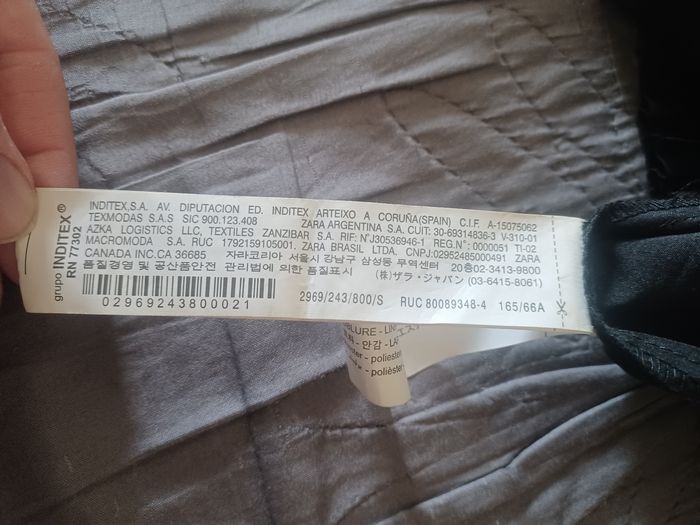 grupo INDITEX®
RN 77302
INDITEX,S.A. AV. DIPUTACION ED. INDITEX ARTEIXO A CORUÑA(SPAIN) C.I.F. A-15075062
TEXMODAS S.A.S SIC 900.123.408 ZARA ARGENTINA S.A. CUIT: 30-69314836-3 V-310-01
AZKA LOGISTICS LLC, TEXTILES ZANZIBAR S.A. RIF: N°J30536946-1 REG.N°: 0000051 TI-02
MACROMODA S.A. RUC 1792159105001. ZARA BRASIL LTDA. CNPJ:02952485000491 ZARA
CANADA INC.CA 36685 자라코리아 서울시 강남구 삼성동 무역센터 20층02-3413-9800
품질경영 및 공산품안전 관리법에 의한 품질표시 (株)ザラ・ジャパン (03-6415-8061)
02969243800021 2969/243/800/S RUC 80089348-4 165/66A
- 안감 -
- poliester
- poliéster